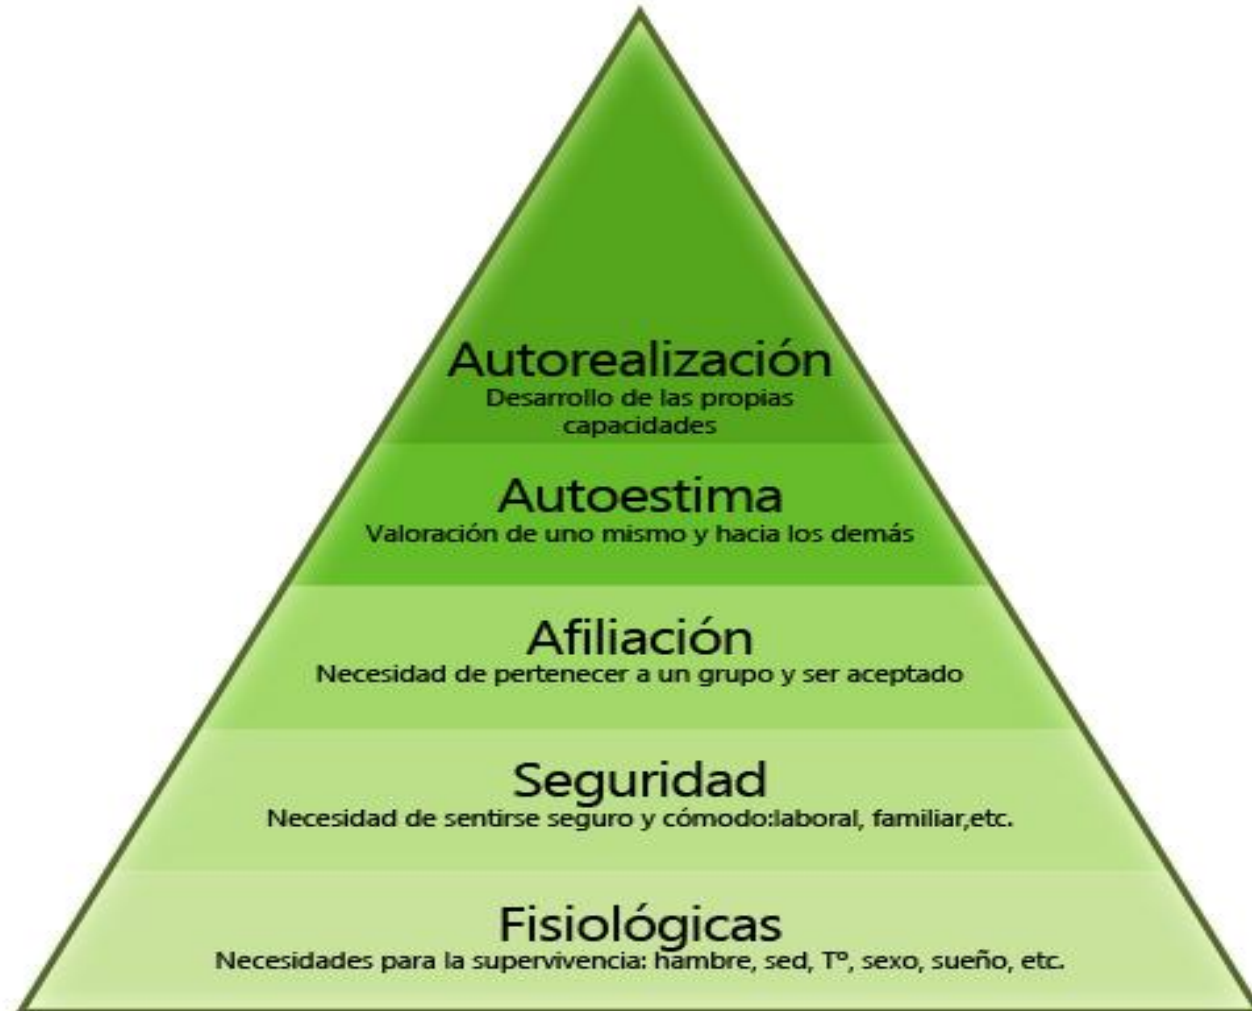 Autorealización
Desarrollo de las propias
capacidades
Autoestima
Valoración de uno mismo y hacia los demás
Afiliación
Necesidad de pertenecer a un grupo y ser aceptado
Seguridad
Necesidad de sentirse seguro y cómodo:laboral, familiar,etc.
Fisiológicas
Necesidades para la supervivencia: hambre, sed, Tº, sexo, sueño, etc.